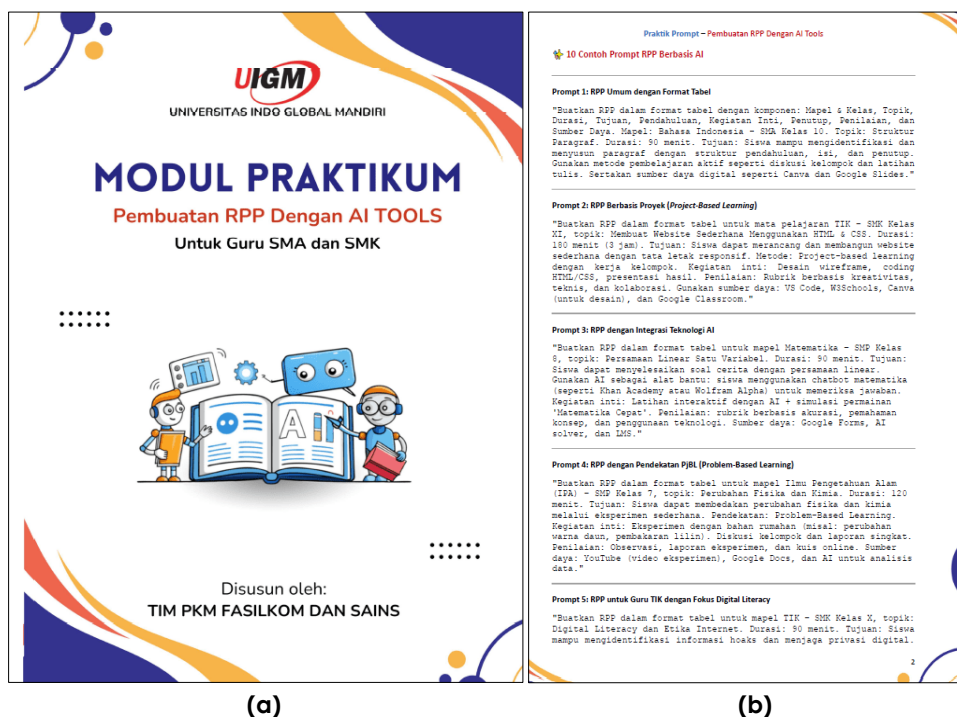 UIGM
UNIVERSITAS INDO GLOBAL MANDIRI
MODUL PRAKTIKUM
Pembuatan RPP Dengan AI TOOLS
Untuk Guru SMA dan SMK
AI
Disusun oleh:
TIM PKM FASILKOM DAN SAINS
(a)
Praktik Prompt – Pembuatan RPP Dengan AI Tools
10 Contoh Prompt RPP Berbasis AI
Prompt 1: RPP Umum dengan Format Tabel
"Buatkan RPP dalam format tabel dengan komponen: Mapel & Kelas, Topik,
Durasi, Tujuan, Pendahuluan, Kegiatan Inti, Penutup, Penilaian, dan
Sumber Daya. Mapel: Bahasa Indonesia – SMA Kelas 10. Topik: Struktur
Paragraf. Durasi: 90 menit. Tujuan: Siswa mampu mengidentifikasi dan
menyusun paragraf dengan struktur pendahuluan, isi, dan penutup.
Gunakan metode pembelajaran aktif seperti diskusi kelompok dan latihan
tulis. Sertakan sumber daya digital seperti Canva dan Google Slides."
Prompt 2: RPP Berbasis Proyek (Project-Based Learning)
"Buatkan RPP dalam format tabel untuk mata pelajaran TIK – SMK Kelas
XI, topik: Membuat Website Sederhana Menggunakan HTML & CSS. Durasi:
180 menit (3 jam). Tujuan: Siswa dapat merancang dan membangun website
sederhana dengan tata letak responsif. Metode: Project-based learning
dengan kerja kelompok. Kegiatan inti: Desain wireframe, coding
HTML/CSS, presentasi hasil. Penilaian: Rubrik berbasis kreativitas,
teknis, dan kolaborasi. Gunakan sumber daya: VS Code, W3Schools, Canva
(untuk desain), dan Google Classroom."
Prompt 3: RPP dengan Integrasi Teknologi AI
"Buatkan RPP dalam format tabel untuk mapel Matematika – SMP Kelas
8, topik: Persamaan Linear Satu Variabel. Durasi: 90 menit. Tujuan:
Siswa dapat menyelesaikan soal cerita dengan persamaan linear.
Gunakan AI sebagai alat bantu: siswa menggunakan chatbot matematika
(seperti Khan Academy atau Wolfram Alpha) untuk memeriksa jawaban.
Kegiatan inti: Latihan interaktif dengan AI + simulasi permainan
'Matematika Cepat'. Penilaian: rubrik berbasis akurasi, pemahaman
konsep, dan penggunaan teknologi. Sumber daya: Google Forms, AI
solver, dan LMS."
Prompt 4: RPP dengan Pendekatan PjBL (Problem-Based Learning)
"Buatkan RPP dalam format tabel untuk mapel Ilmu Pengetahuan Alam
(IPA) – SMP Kelas 7, topik: Perubahan Fisika dan Kimia. Durasi: 120
menit. Tujuan: Siswa dapat membedakan perubahan fisika dan kimia
melalui eksperimen sederhana. Pendekatan: Problem-Based Learning.
Kegiatan inti: Eksperimen dengan bahan rumahan (misal: perubahan
warna daun, pembakaran lilin). Diskusi kelompok dan laporan singkat.
Penilaian: Observasi, laporan eksperimen, dan kuis online. Sumber
daya: YouTube (video eksperimen), Google Docs, dan AI untuk analisis
data."
Prompt 5: RPP untuk Guru TIK dengan Fokus Digital Literacy
"Buatkan RPP dalam format tabel untuk mapel TIK – SMK Kelas X, topik:
Digital Literacy dan Etika Internet. Durasi: 90 menit. Tujuan: Siswa
mampu mengidentifikasi informasi hoaks dan menjaga privasi digital.
2
(b)